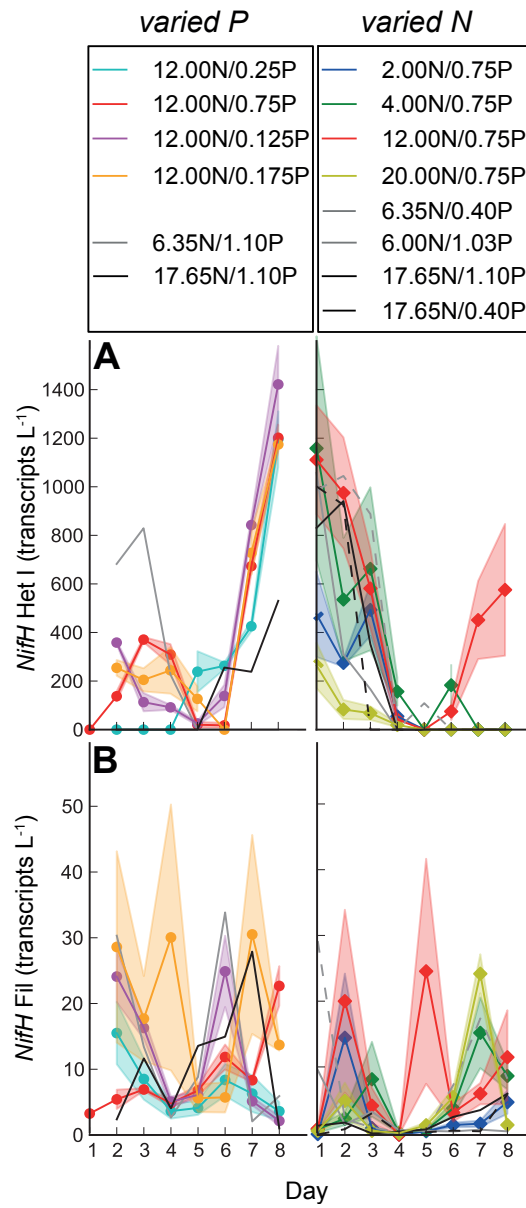 varied P
varied N
12.00N/0.25P
12.00N/0.75P
12.00N/0.125P
12.00N/0.175P
6.35N/1.10P
17.65N/1.10P
2.00N/0.75P
4.00N/0.75P
12.00N/0.75P
20.00N/0.75P
6.35N/0.40P
6.00N/1.03P
17.65N/1.10P
17.65N/0.40P
A
NifH Het I (transcripts L-1)
1400
1200
1000
800
600
400
200
0
B
NifH Fil (transcripts L-1)
50
40
30
20
10
0
1 2 3 4 5 6 7 8
1 2 3 4 5 6 7 8
Day